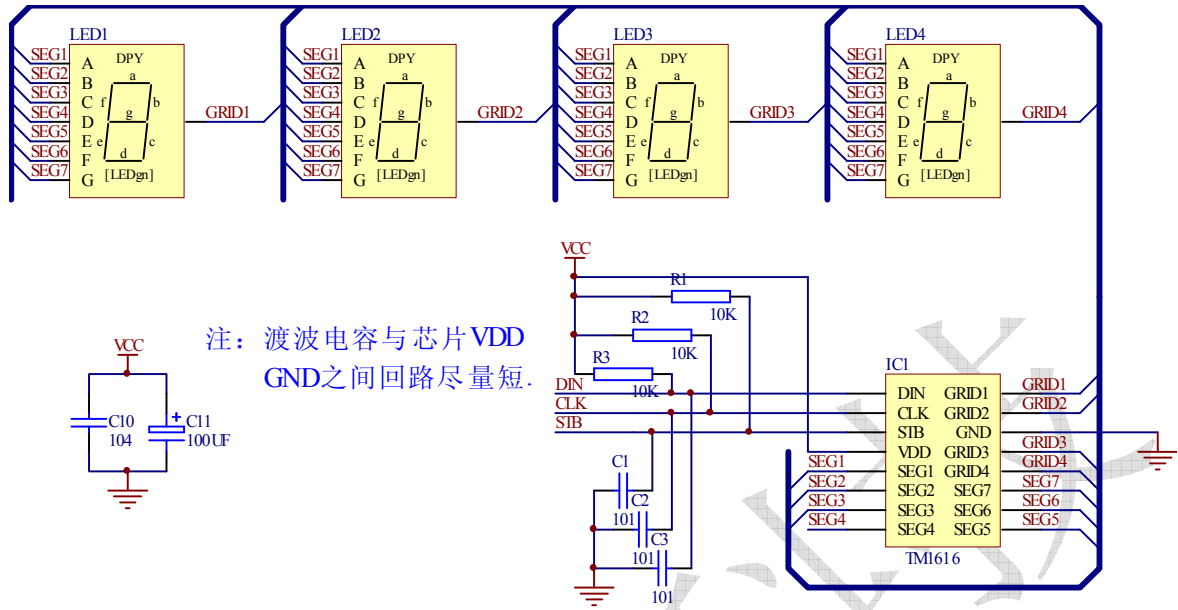 LED1
LED2
LED3
LED4
SEG1
SEG2
SEG3
SEG4
SEG5
SEG6
SEG7
A
B
C
D
E
F
G
DPY
a
f
b
g
e
c
d
[LEDgn]
GRID1
SEG1
SEG2
SEG3
SEG4
SEG5
SEG6
SEG7
A
B
C
D
E
F
G
DPY
a
f
b
g
e
c
d
[LEDgn]
GRID2
SEG1
SEG2
SEG3
SEG4
SEG5
SEG6
SEG7
A
B
C
D
E
F
G
DPY
a
f
b
g
e
c
d
[LEDgn]
GRID3
SEG1
SEG2
SEG3
SEG4
SEG5
SEG6
SEG7
A
B
C
D
E
F
G
DPY
a
f
b
g
e
c
d
[LEDgn]
GRID4
注：渡波电容与芯片VDD
GND之间回路尽量短.
VCC
C10
104
C11
100UF
VCC
R1
10K
R2
10K
R3
10K
DIN
CLK
STB
C1
101
C2
101
C3
101
SEG1
SEG2
SEG3
SEG4
IC1
DIN GRID1
CLK GRID2
STB GND
VDD GRID3
SEG1 GRID4
SEG2 SEG7
SEG3 SEG6
SEG4 SEG5
TM1616
GRID1
GRID2
GRID3
GRID4
SEG7
SEG6
SEG5